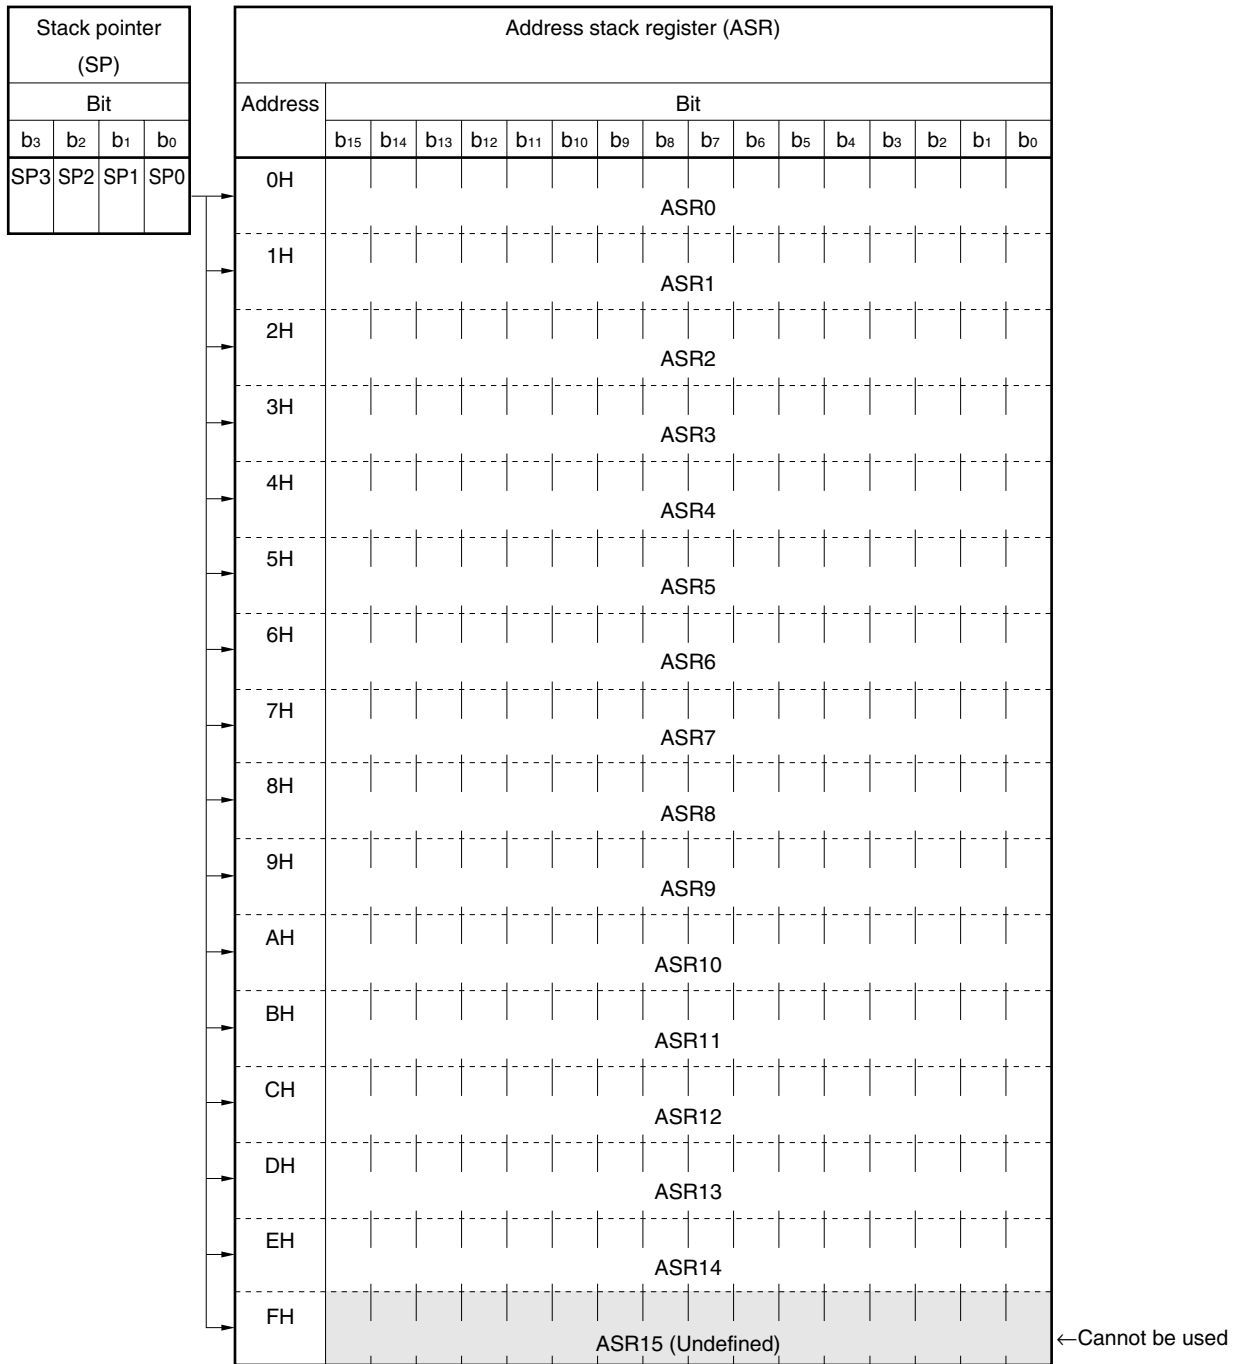 Stack pointer
(SP)
Bit
b3 b2 b1 b0
SP3 SP2 SP1 SP0
Address stack register (ASR)
Address Bit
b15 b14 b13 b12 b11 b10 b9 b8 b7 b6 b5 b4 b3 b2 b1 b0
0H
ASR0
1H
ASR1
2H
ASR2
3H
ASR3
4H
ASR4
5H
ASR5
6H
ASR6
7H
ASR7
8H
ASR8
9H
ASR9
AH
ASR10
BH
ASR11
CH
ASR12
DH
ASR13
EH
ASR14
FH
ASR15 (Undefined)
←Cannot be used